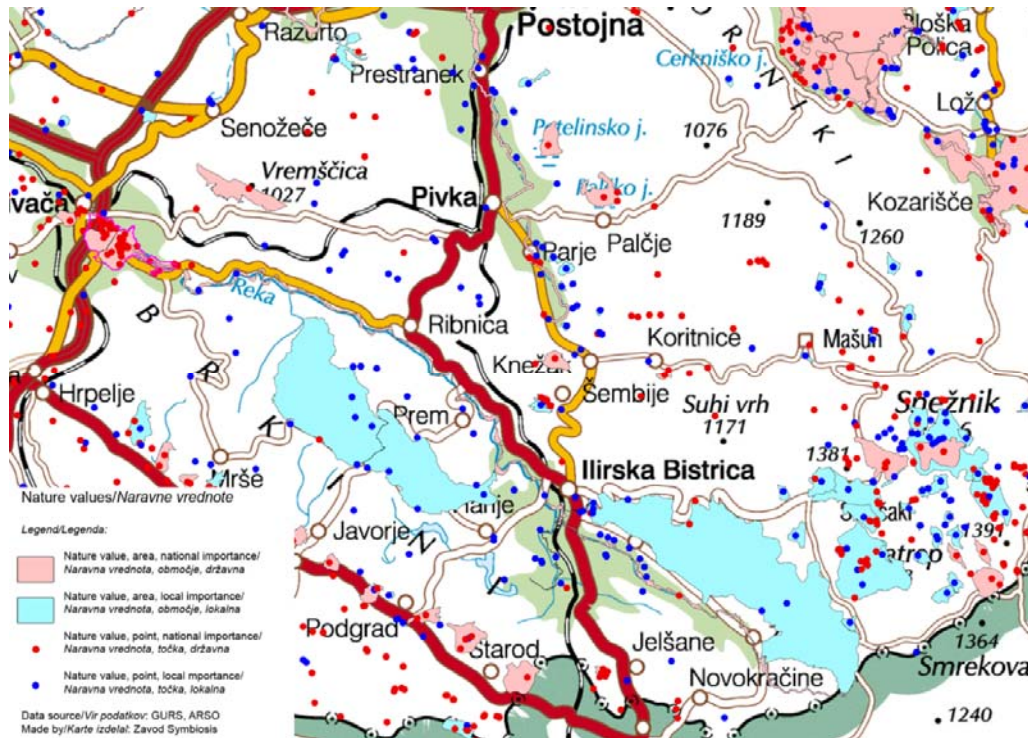 Postojna
Razdrto
Prestranek
Cerkniško j.
Ploška
Polica
Lož
Senožeče
Petelinsko j.
1076
Vremščica
1027
Pivka
Palčje
1189
Kozarišče
1260
vača
Parje
Reka
Ribnica
Koritnice
Mašun
Hrpelje
Knežak
Šembije
Suhi vrh
1171
Snežnik
Prem
1381
Mrše
Ilirska Bistrica
Javorje
1391
Podgrad
Starod
Jelšane
Novokračine
1364
Smrekova
1240
Nature values/Naravne vrednote
Legend/Legenda:
Nature value, area, national importance/
Naravna vrednota, območje, državna
Nature value, area, local importance/
Naravna vrednota, območje, lokalna
Nature value, point, national importance/
Naravna vrednota, točka, državna
Nature value, point, local importance/
Naravna vrednota, točka, lokalna
Data source/Vir podatkov: GURS, ARSO
Made by/Karte izdelal: Zavod Symbiosis